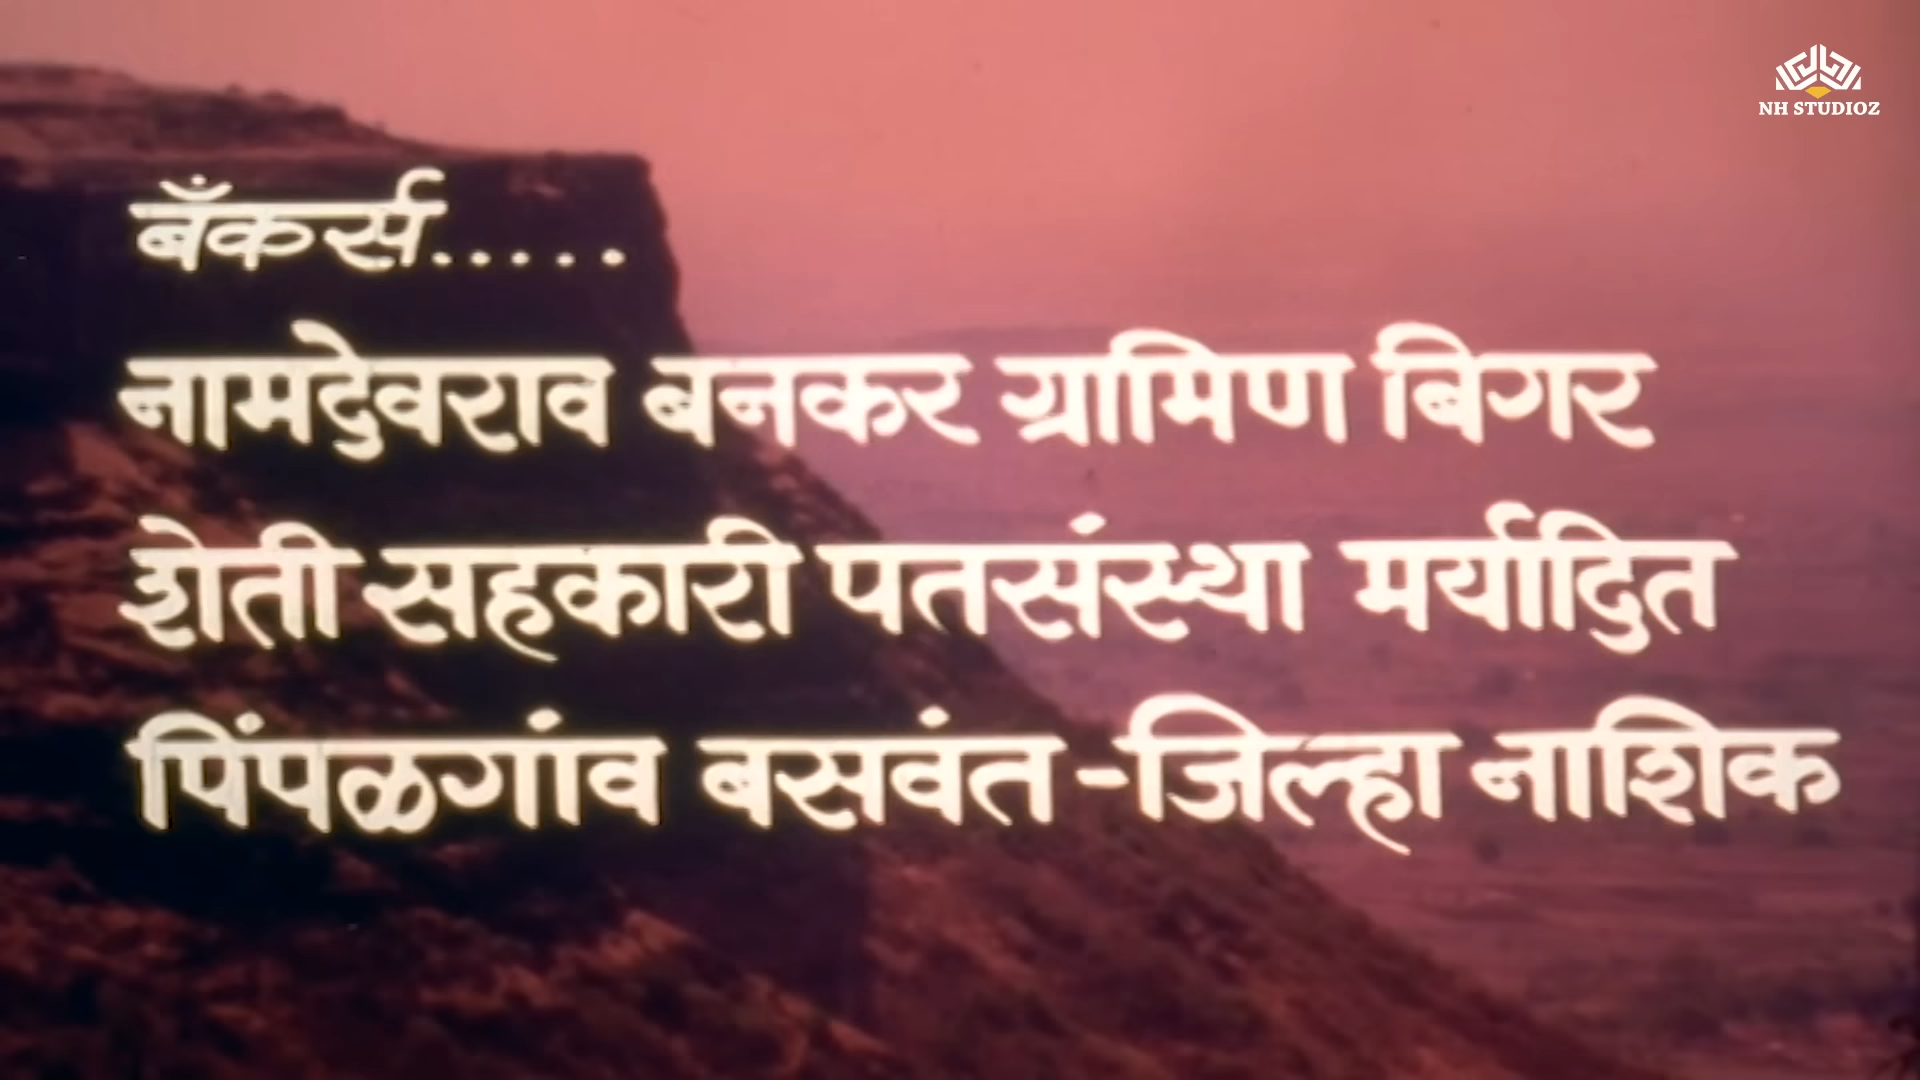 NH STUDIOZ
बँकर्स.....
नामदेवराव बनकर ग्रामिण बिगर
शेती सहकारी पतसंस्था मर्यादित
पिंपळगांव बसवंत-जिल्हा नाशिक